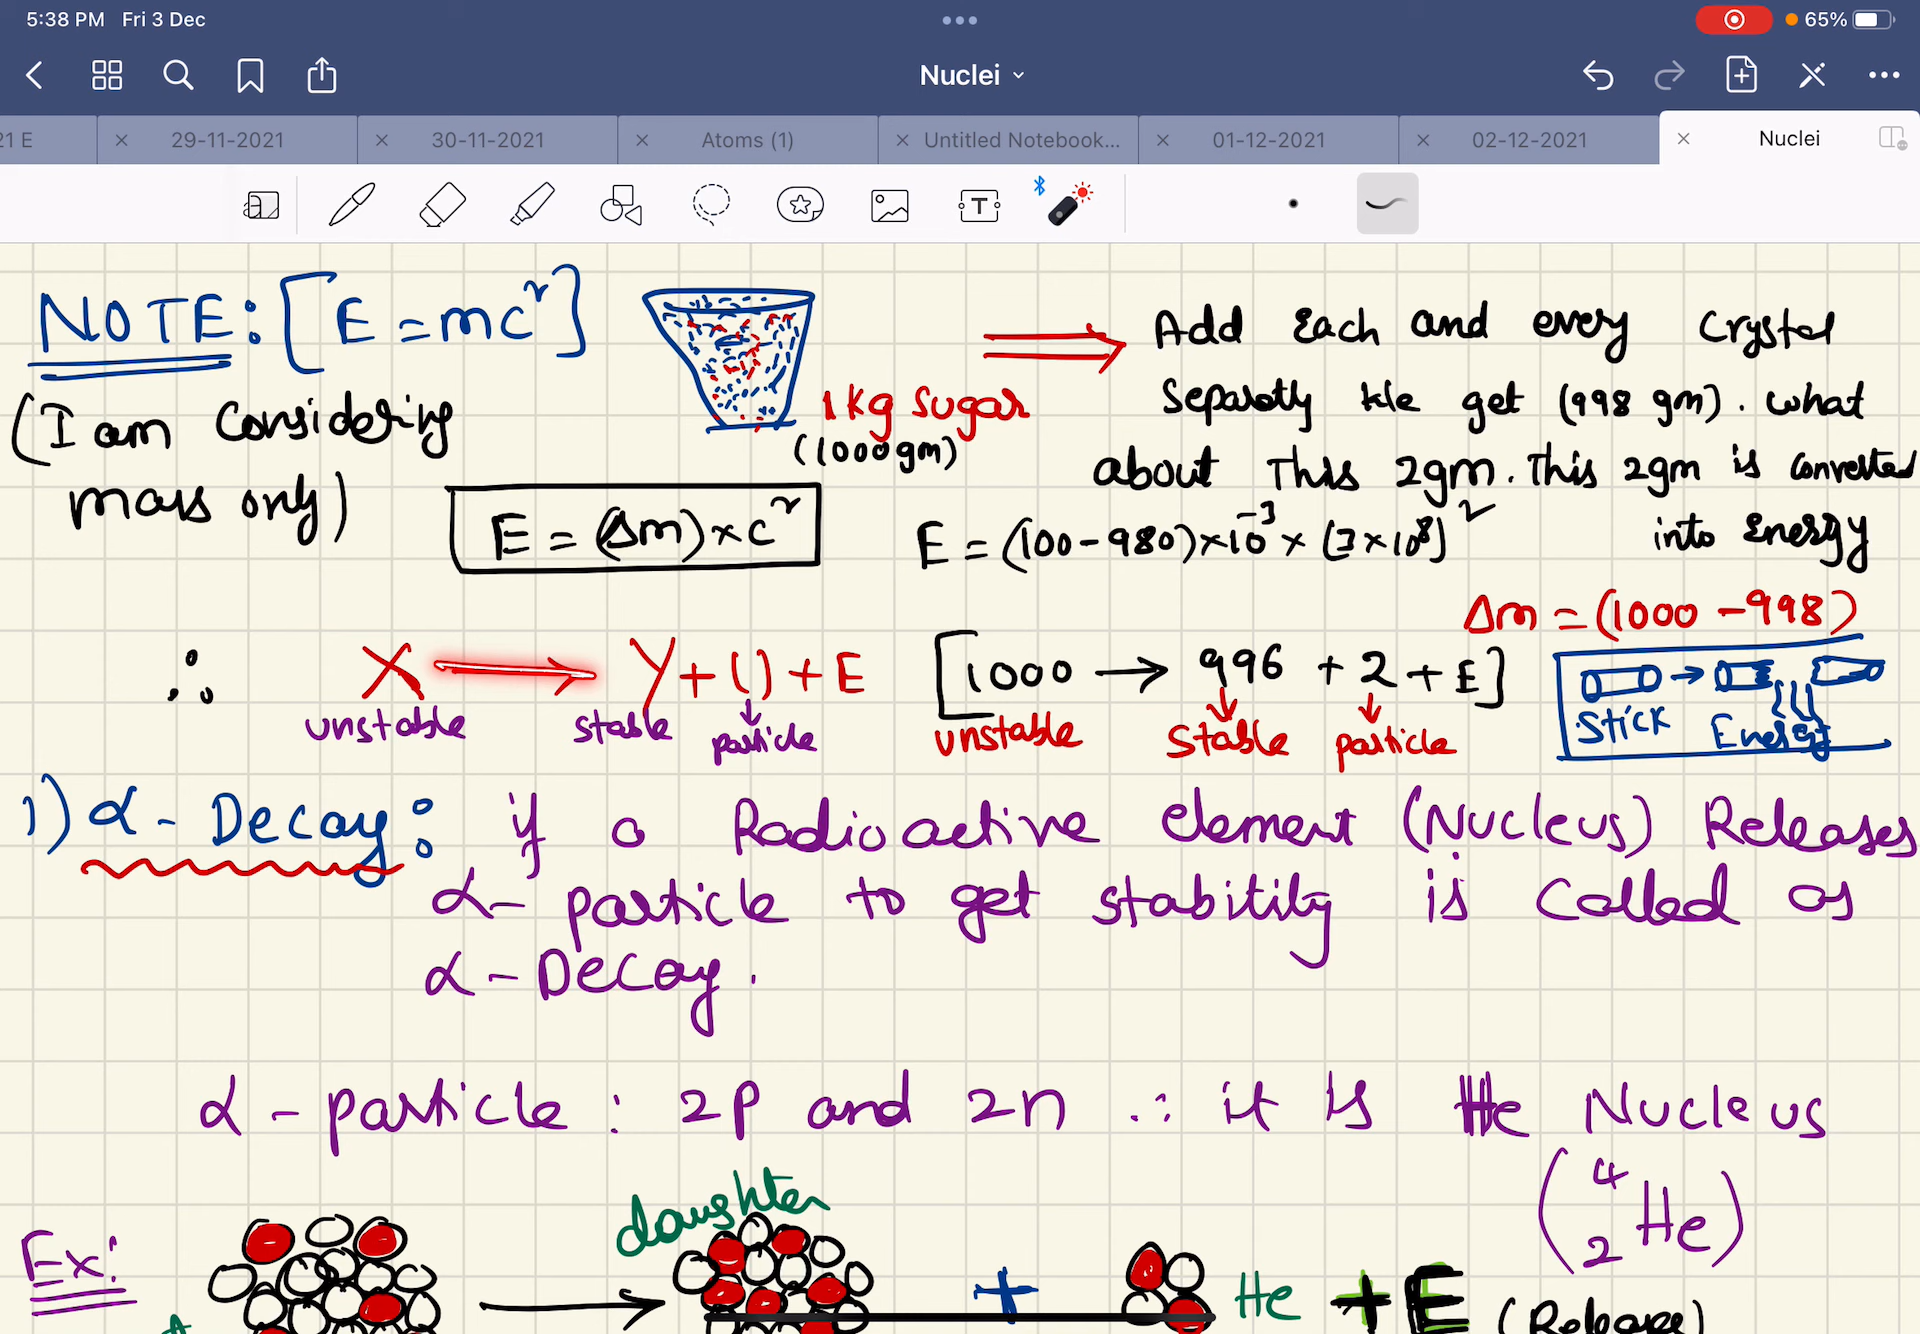 5:38 PM Fri 3 Dec
65%
Nuclei
21 E
29-11-2021
30-11-2021
Atoms (1)
Untitled Notebook...
01-12-2021
02-12-2021
Nuclei
NOTE: [E = mc²]
(I am Considering
mass only)
1 Kg Sugar
(1000 gm)
Add Each and every Crystal
Separatly We get (998 gm). What
about This 2gm. This 2gm is converted
into Energy
E = (Δm) × c²
E = (100-980)×10⁻³ × (3×10⁸)²
Δm = (1000 - 998)
∴ X → Y + ( ) + E
unstable stable particle
[1000 → 996 + 2 + E]
unstable stable particle
Stick Energy
1) α - Decay: if a Radio active element (Nucleus) Releases
α - particle to get stabitity is Called as
α - Decay.
α - particle : 2P and 2n ∴ it is He Nucleus
(⁴₂He)
Ex:
daughter
+ He + E (Release)